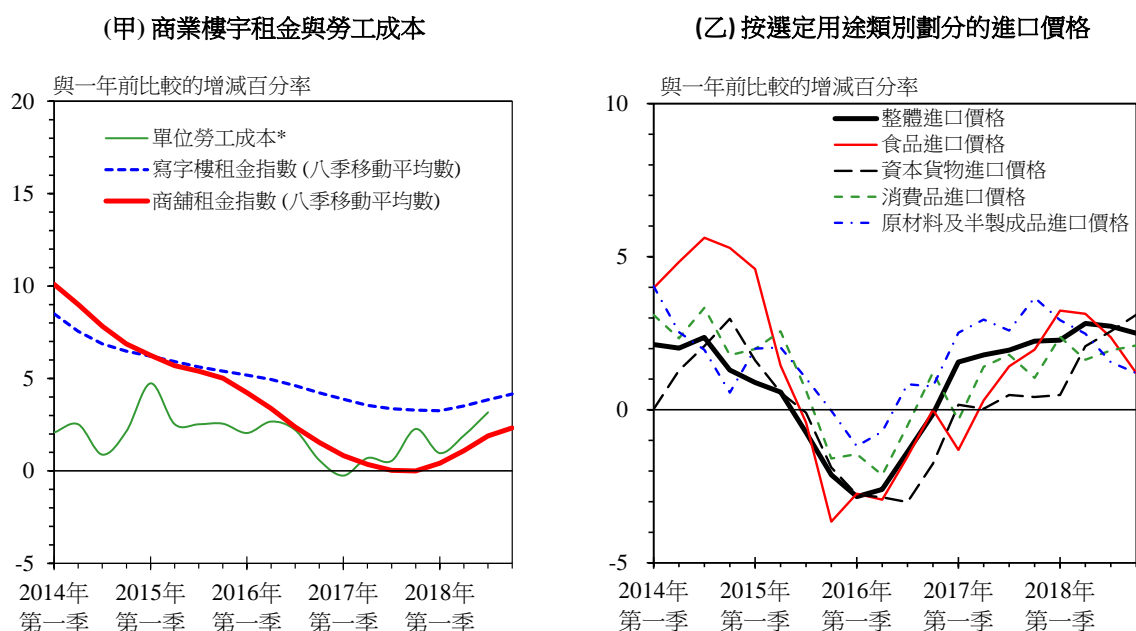 (甲) 商業樓宇租金與勞工成本
與一年前比較的增減百分率
20
15
10
5
0
-5
單位勞工成本*
寫字樓租金指數 (八季移動平均數)
商舖租金指數 (八季移動平均數)
2014年 2015年 2016年 2017年 2018年
第一季 第一季 第一季 第一季 第一季
(乙) 按選定用途類別劃分的進口價格
與一年前比較的增減百分率
10
5
0
-5
整體進口價格
食品進口價格
資本貨物進口價格
消費品進口價格
原材料及半製成品進口價格
2014年 2015年 2016年 2017年 2018年
第一季 第一季 第一季 第一季 第一季